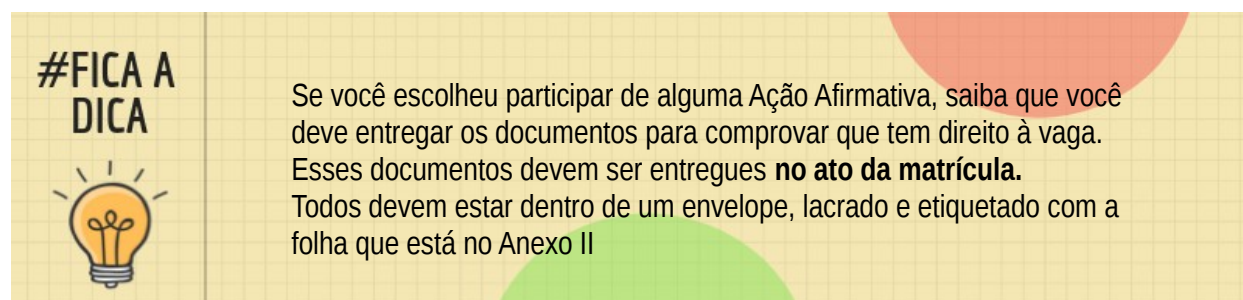 #FICA A
DICA
Se você escolheu participar de alguma Ação Afirmativa, saiba que você
deve entregar os documentos para comprovar que tem direito à vaga.
Esses documentos devem ser entregues no ato da matrícula.
Todos devem estar dentro de um envelope, lacrado e etiquetado com a
folha que está no Anexo II